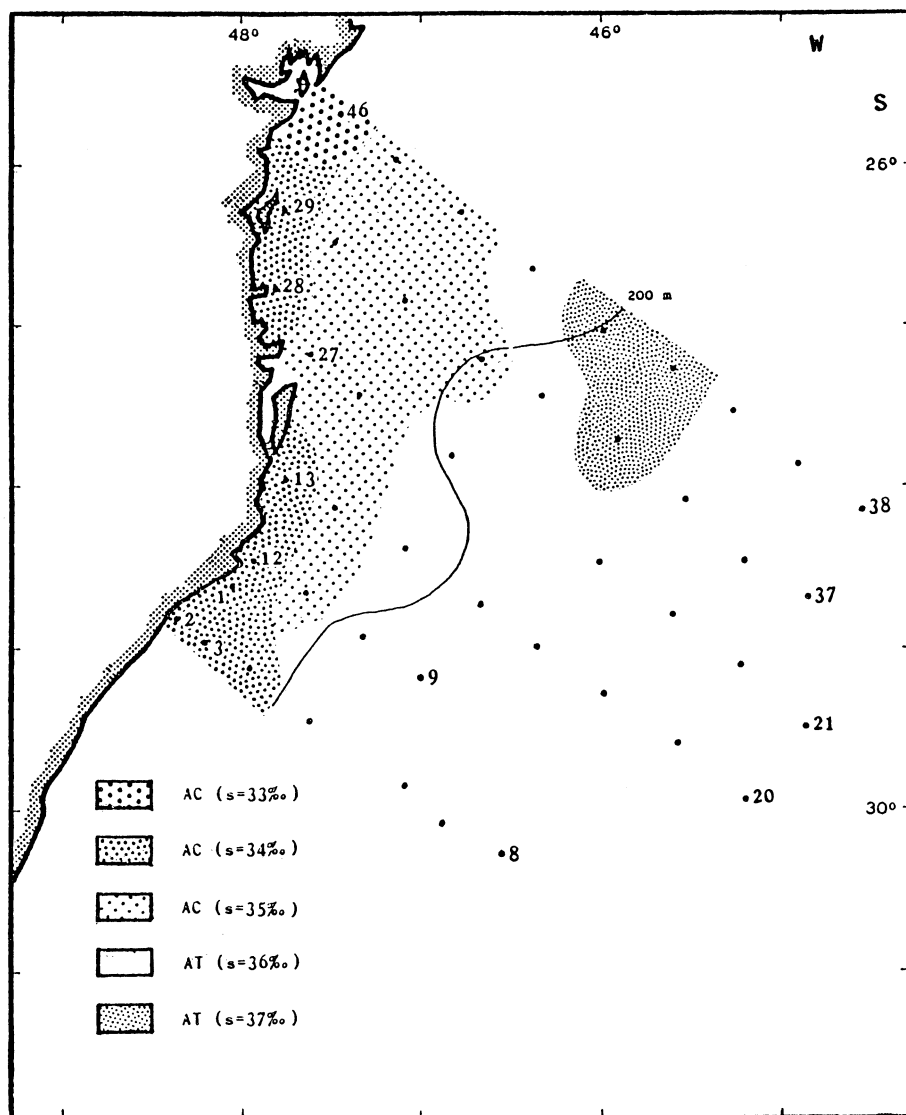 48° 46° W
S
46
26°
29
28
200 m
27
13
38
12
1
37
2
3
9
21
20
30°
8
AC (s=33‰)
AC (s=34‰)
AC (s=35‰)
AT (s=36‰)
AT (s=37‰)